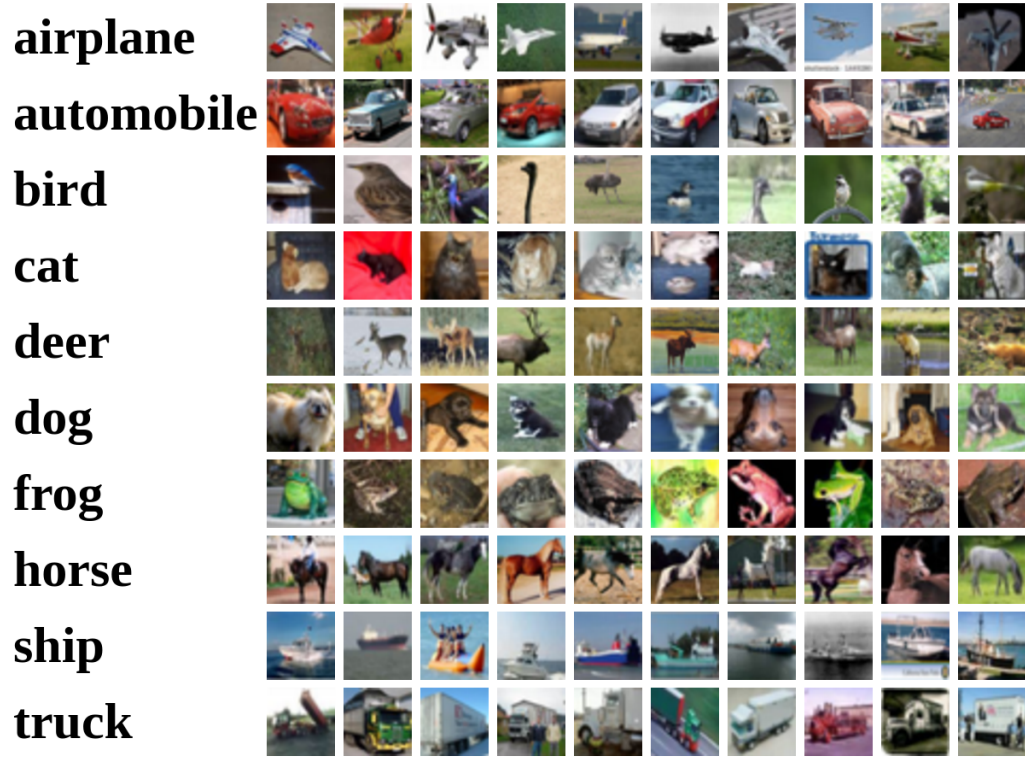 airplane
automobile
bird
cat
deer
dog
frog
horse
ship
truck